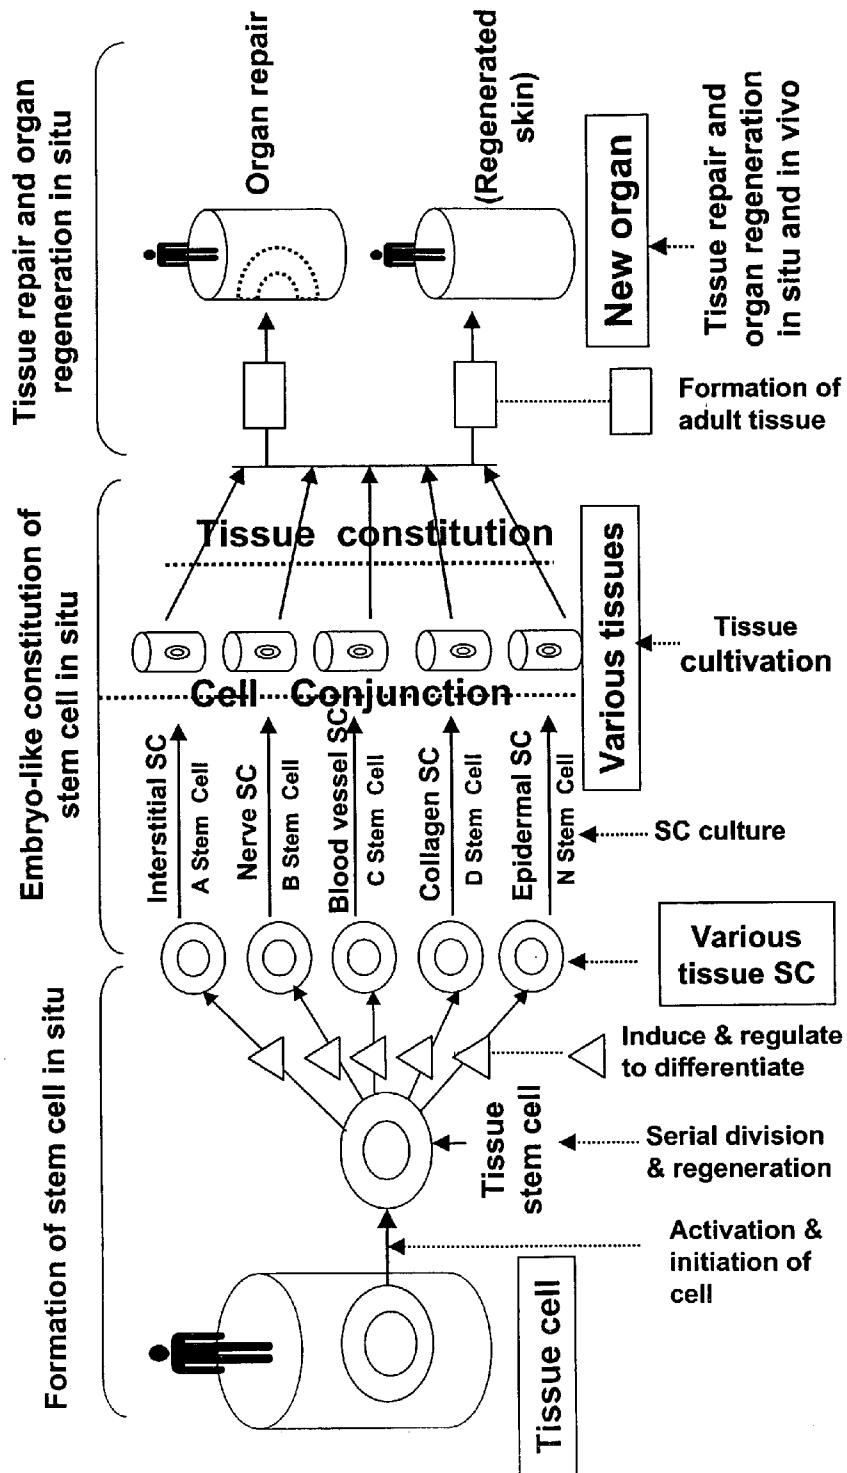 Formation of stem cell in situ
Embryo-like constitution of
stem cell in situ
Tissue repair and organ
regeneration in situ
Interstitial SC
A Stem Cell
Nerve SC
B Stem Cell
Blood vessel SC
C Stem Cell
Collagen SC
D Stem Cell
Epidermal SC
N Stem Cell
Cell Conjunction
Tissue constitution
Organ repair
(Regenerated
skin)
Tissue cell
Tissue
stem cell
Various tissues
New organ
Activation &
initiation of
cell
Serial division
& regeneration
Induce & regulate
to differentiate
Various
tissue SC
SC culture
Tissue
cultivation
Formation of
adult tissue
Tissue repair and
organ regeneration
in situ and in vivo